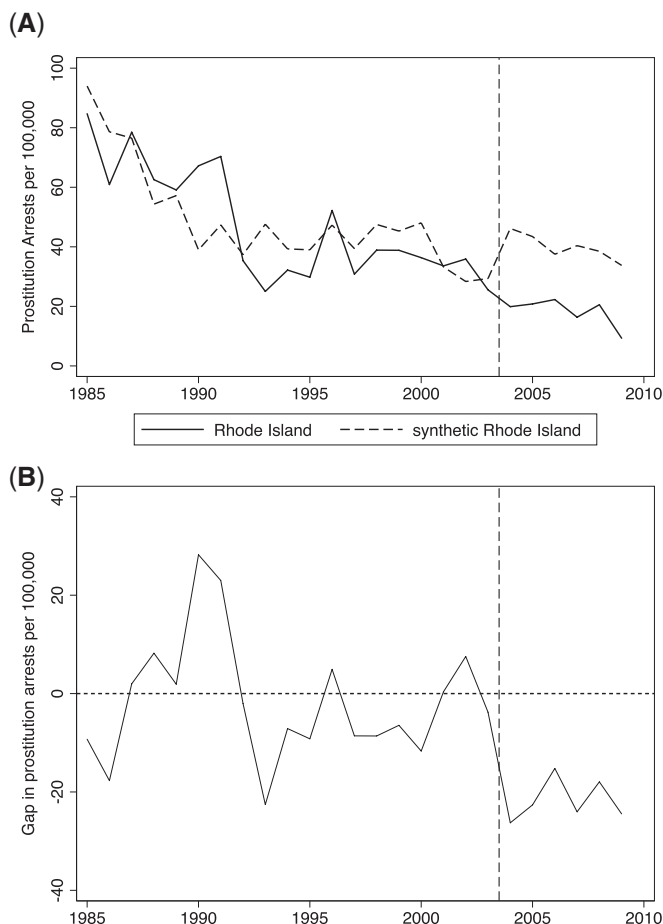 (A)
Prostitution Arrests per 100,000
100
80
60
40
20
0
1985 1990 1995 2000 2005 2010
Rhode Island synthetic Rhode Island
(B)
Gap in prostitution arrests per 100,000
40
20
0
-20
-40
1985 1990 1995 2000 2005 2010